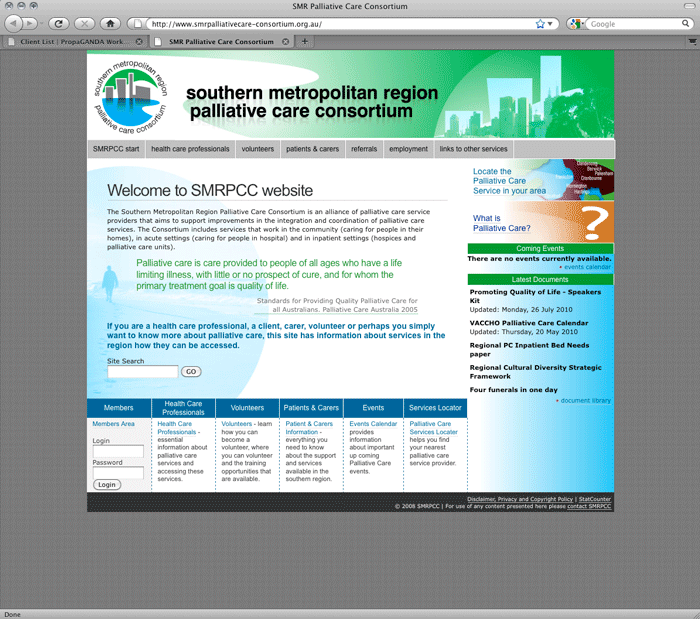 SMR Palliative Care Consortium
http://www.smrpalliativecare-consortium.org.au/
Google
Client List | PropaGANDA Work...
SMR Palliative Care Consortium
southern metropolitan region
palliative care consortium
southern metropolitan region
palliative care consortium
SMRPCC start
health care professionals
volunteers
patients & carers
referrals
employment
links to other services
Welcome to SMRPCC website
The Southern Metropolitan Region Palliative Care Consortium is an alliance of palliative care service
providers that aims to support improvements in the integration and coordination of palliative care
services. The Consortium includes services that work in the community (caring for people in their
homes), in acute settings (caring for people in hospital) and in inpatient settings (hospices and
palliative care units).
Palliative care is care provided to people of all ages who have a life
limiting illness, with little or no prospect of cure, and for whom the
primary treatment goal is quality of life.
Standards for Providing Quality Palliative Care for
all Australians. Palliative Care Australia 2005
If you are a health care professional, a client, carer, volunteer or perhaps you simply
want to know more about palliative care, this site has information about services in the
region how they can be accessed.
Site Search
GO
Locate the
Palliative Care
Service in your area
Dandenong
Berwick
Pakenham
Cranbourne
Mornington
Hastings
What is
Palliative Care?
?
Coming Events
There are no events currently available.
• events calendar
Latest Documents
Promoting Quality of Life - Speakers
Kit
Updated: Monday, 26 July 2010
VACCHO Palliative Care Calendar
Updated: Thursday, 20 May 2010
Regional PC Inpatient Bed Needs
paper
Regional Cultural Diversity Strategic
Framework
Four funerals in one day
• document library
Members
Members Area
Login
Password
Login
Health Care
Professionals
Health Care
Professionals -
essential
information about
palliative care
services and
accessing these
services.
Volunteers
Volunteers - learn
how you can
become a
volunteer, where
you can volunteer
and the training
opportunities that
are available.
Patients & Carers
Patient & Carers
Information -
everything you
need to know
about the support
and services
available in the
southern region.
Events
Events Calendar
provides
information
about important
up coming
Palliative Care
events.
Services Locator
Palliative Care
Services Locater
helps you find
your nearest
palliative care
service provider.
Disclaimer, Privacy and Copyright Policy | StatCounter
© 2008 SMRPCC | For use of any content presented here please contact SMRPCC
Done